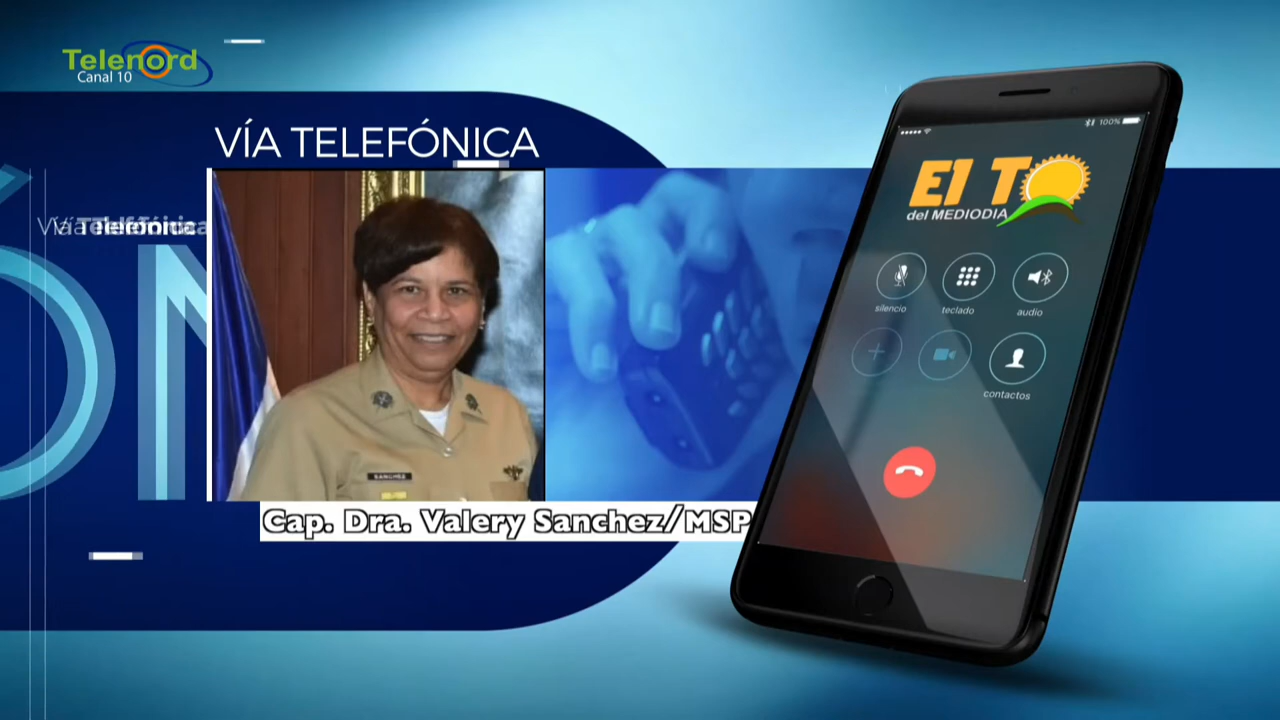 Telenord
Canal 10
VÍA TELEFÓNICA
Vía Telefónica
SANCHEZ
Cap. Dra. Valery Sanchez/MSP
100%
El T
del MEDIODIA
silencio
teclado
audio
contactos